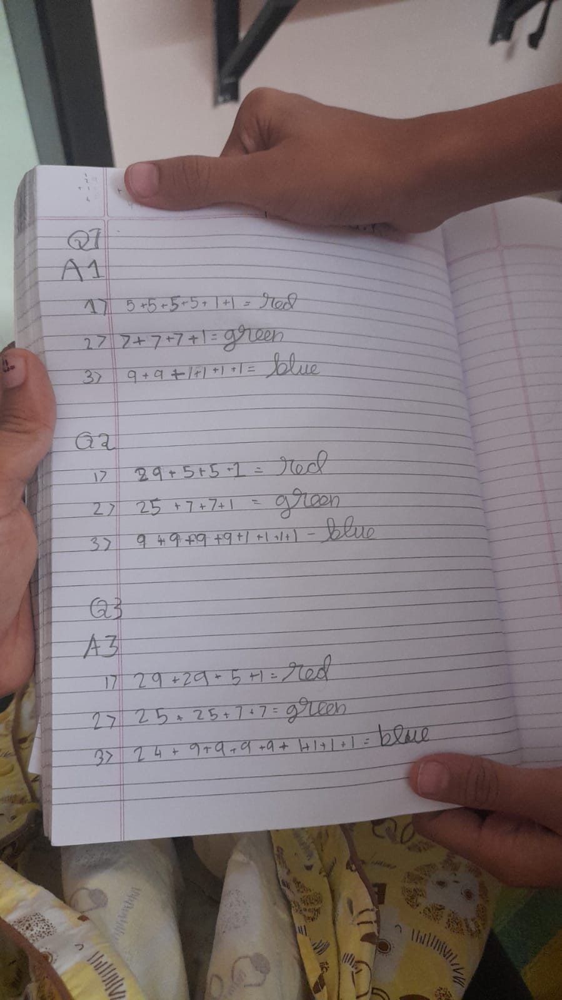 Q1
A1
1> 5+5+5+5+1+1 = red
2> 7+7+7+1 = green
3> 9+9+1+1+1+1 = blue
Q2
1> 29+5+5+1 = red
2> 25+7+7+1 = green
3> 9+9+9+9+1+1+1+1 - blue
Q3
A3
1> 29+29+5+1 = red
2> 25+25+7+7 = green
3> 24+9+9+9+9+1+1+1+1 = blue